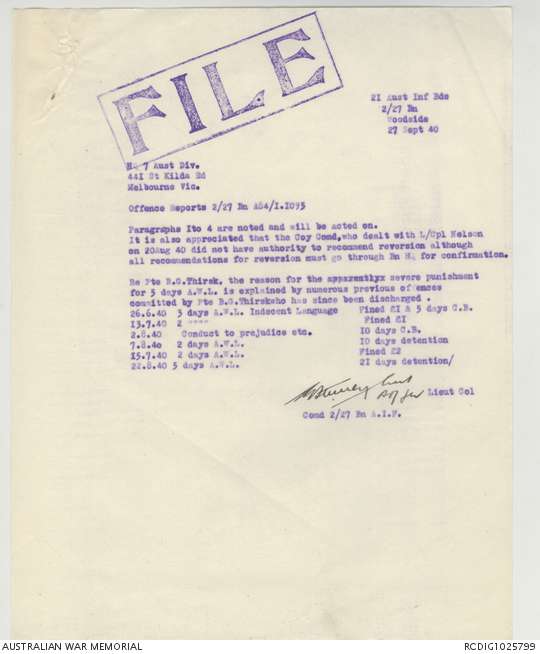 FILE
21 Aust Inf Bde
2/27 Bn
Woodside
27 Sept 40
HQ 7 Aust Div.
441 St Kilda Rd
Melbourne Vic.
Offence Reports 2/27 Bn A84/1.1095
Paragraphs Ito 4 are noted and will be acted on.
It is also appreciated that the Coy Comd,who dealt with L/Cpl Nelson
on 20Aug 40 did not have authority to recommend reversion although
all recommendations for reversion must go through Bn HQ for confirmation.
Re Pte B.G.Thirsk, the reason for the apparently severe punishment
for 5 days A.W.L. is explained by numerous previous offences
committed by Pte B.G.Thirskwho has since been discharged .
26.6.40 3 days A.W.L. Indecent Language Fined £1 & 5 days C.B.
13.7.40 2 """" Fined £1
2.8.40 Conduct to prejudice etc. 10 days C.B.
7.8.40 2 days A.W.L. 10 days detention
15.7.40 2 days A.W.L. Fined £2
22.8.40 5 days A.W.L. 21 days detention/
Lieut Col
Comd 2/27 Bn A.I.F.
AUSTRALIAN WAR MEMORIAL
RCDIG1025799